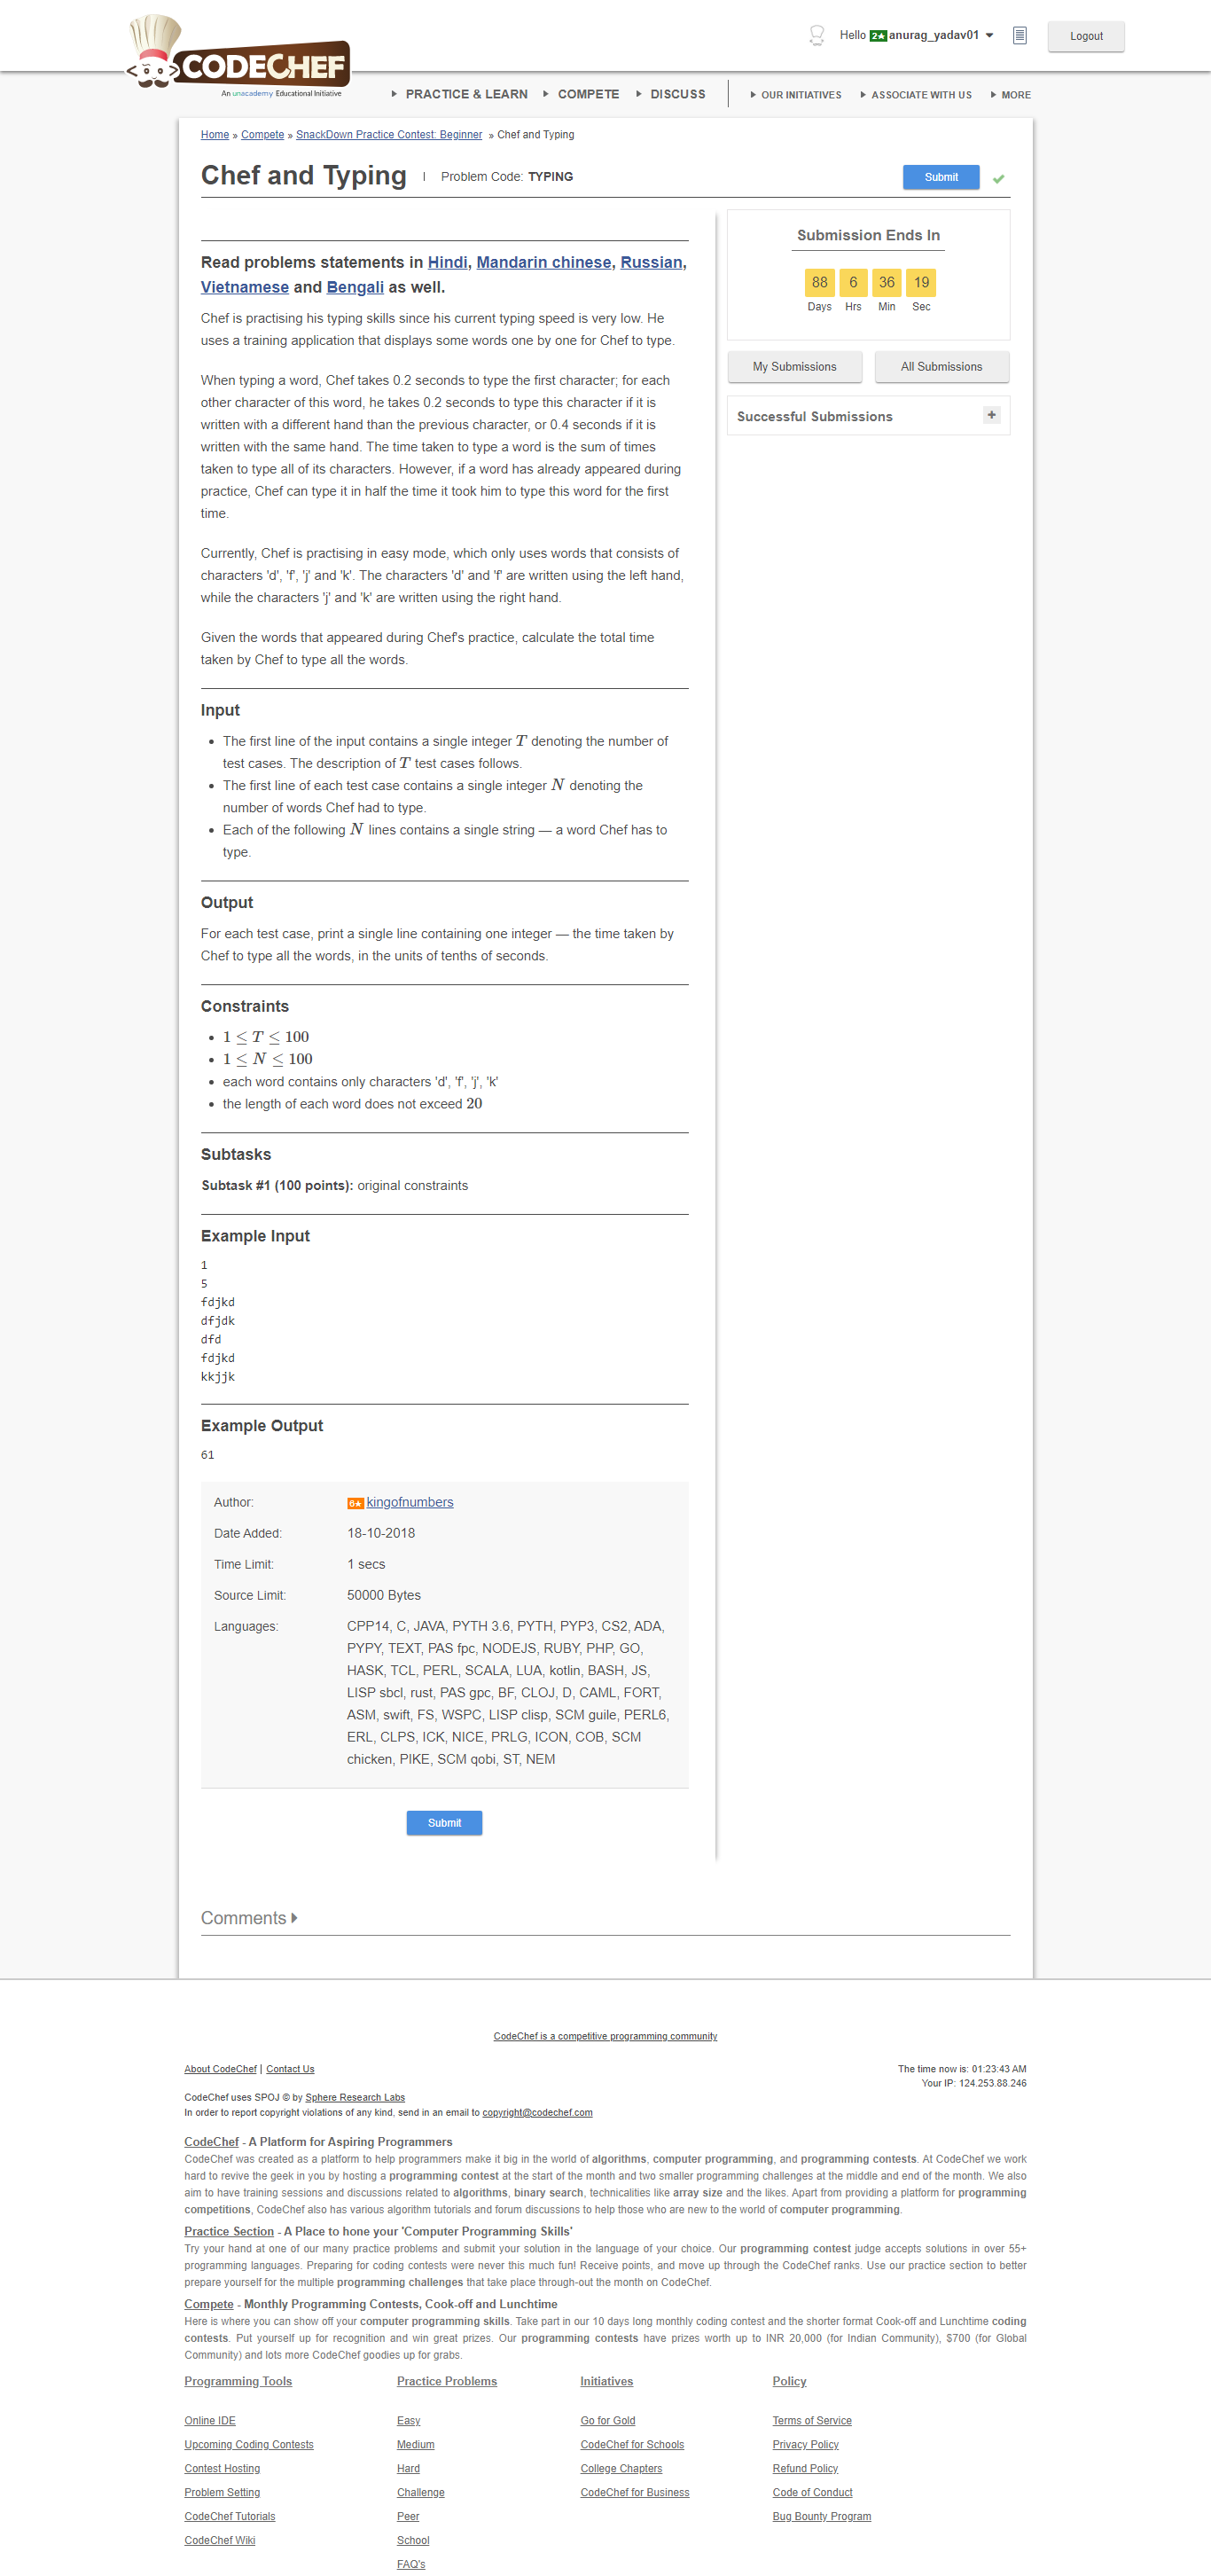 CODECHEF
An unacademy Educational Initiative
Hello 2★ anurag_yadav01
Logout
PRACTICE & LEARN COMPETE DISCUSS OUR INITIATIVES ASSOCIATE WITH US MORE
Home » Compete » SnackDown Practice Contest: Beginner » Chef and Typing
Chef and Typing | Problem Code: TYPING
Submit
Read problems statements in Hindi, Mandarin chinese, Russian,
Vietnamese and Bengali as well.
Chef is practising his typing skills since his current typing speed is very low. He
uses a training application that displays some words one by one for Chef to type.
When typing a word, Chef takes 0.2 seconds to type the first character; for each
other character of this word, he takes 0.2 seconds to type this character if it is
written with a different hand than the previous character, or 0.4 seconds if it is
written with the same hand. The time taken to type a word is the sum of times
taken to type all of its characters. However, if a word has already appeared during
practice, Chef can type it in half the time it took him to type this word for the first
time.
Currently, Chef is practising in easy mode, which only uses words that consists of
characters 'd', 'f', 'j' and 'k'. The characters 'd' and 'f' are written using the left hand,
while the characters 'j' and 'k' are written using the right hand.
Given the words that appeared during Chef's practice, calculate the total time
taken by Chef to type all the words.
Input
• The first line of the input contains a single integer T denoting the number of
test cases. The description of T test cases follows.
• The first line of each test case contains a single integer N denoting the
number of words Chef had to type.
• Each of the following N lines contains a single string — a word Chef has to
type.
Output
For each test case, print a single line containing one integer — the time taken by
Chef to type all the words, in the units of tenths of seconds.
Constraints
• 1 ≤ T ≤ 100
• 1 ≤ N ≤ 100
• each word contains only characters 'd', 'f', 'j', 'k'
• the length of each word does not exceed 20
Subtasks
Subtask #1 (100 points): original constraints
Example Input
1
5
fdjkd
dfjdk
dfd
fdjkd
kkjjk
Example Output
61
Author: 6★ kingofnumbers
Date Added: 18-10-2018
Time Limit: 1 secs
Source Limit: 50000 Bytes
Languages: CPP14, C, JAVA, PYTH 3.6, PYTH, PYP3, CS2, ADA,
PYPY, TEXT, PAS fpc, NODEJS, RUBY, PHP, GO,
HASK, TCL, PERL, SCALA, LUA, kotlin, BASH, JS,
LISP sbcl, rust, PAS gpc, BF, CLOJ, D, CAML, FORT,
ASM, swift, FS, WSPC, LISP clisp, SCM guile, PERL6,
ERL, CLPS, ICK, NICE, PRLG, ICON, COB, SCM
chicken, PIKE, SCM qobi, ST, NEM
Submit
Submission Ends In
88 6 36 19
Days Hrs Min Sec
My Submissions All Submissions
Successful Submissions +
Comments
CodeChef is a competitive programming community
About CodeChef | Contact Us
The time now is: 01:23:43 AM
Your IP: 124.253.88.246
CodeChef uses SPOJ © by Sphere Research Labs
In order to report copyright violations of any kind, send in an email to copyright@codechef.com
CodeChef - A Platform for Aspiring Programmers
CodeChef was created as a platform to help programmers make it big in the world of algorithms, computer programming, and programming contests. At CodeChef we work
hard to revive the geek in you by hosting a programming contest at the start of the month and two smaller programming challenges at the middle and end of the month. We also
aim to have training sessions and discussions related to algorithms, binary search, technicalities like array size and the likes. Apart from providing a platform for programming
competitions, CodeChef also has various algorithm tutorials and forum discussions to help those who are new to the world of computer programming.
Practice Section - A Place to hone your 'Computer Programming Skills'
Try your hand at one of our many practice problems and submit your solution in the language of your choice. Our programming contest judge accepts solutions in over 55+
programming languages. Preparing for coding contests were never this much fun! Receive points, and move up through the CodeChef ranks. Use our practice section to better
prepare yourself for the multiple programming challenges that take place through-out the month on CodeChef.
Compete - Monthly Programming Contests, Cook-off and Lunchtime
Here is where you can show off your computer programming skills. Take part in our 10 days long monthly coding contest and the shorter format Cook-off and Lunchtime coding
contests. Put yourself up for recognition and win great prizes. Our programming contests have prizes worth up to INR 20,000 (for Indian Community), $700 (for Global
Community) and lots more CodeChef goodies up for grabs.
Programming Tools
Online IDE
Upcoming Coding Contests
Contest Hosting
Problem Setting
CodeChef Tutorials
CodeChef Wiki
Practice Problems
Easy
Medium
Hard
Challenge
Peer
School
FAQ's
Initiatives
Go for Gold
CodeChef for Schools
College Chapters
CodeChef for Business
Policy
Terms of Service
Privacy Policy
Refund Policy
Code of Conduct
Bug Bounty Program